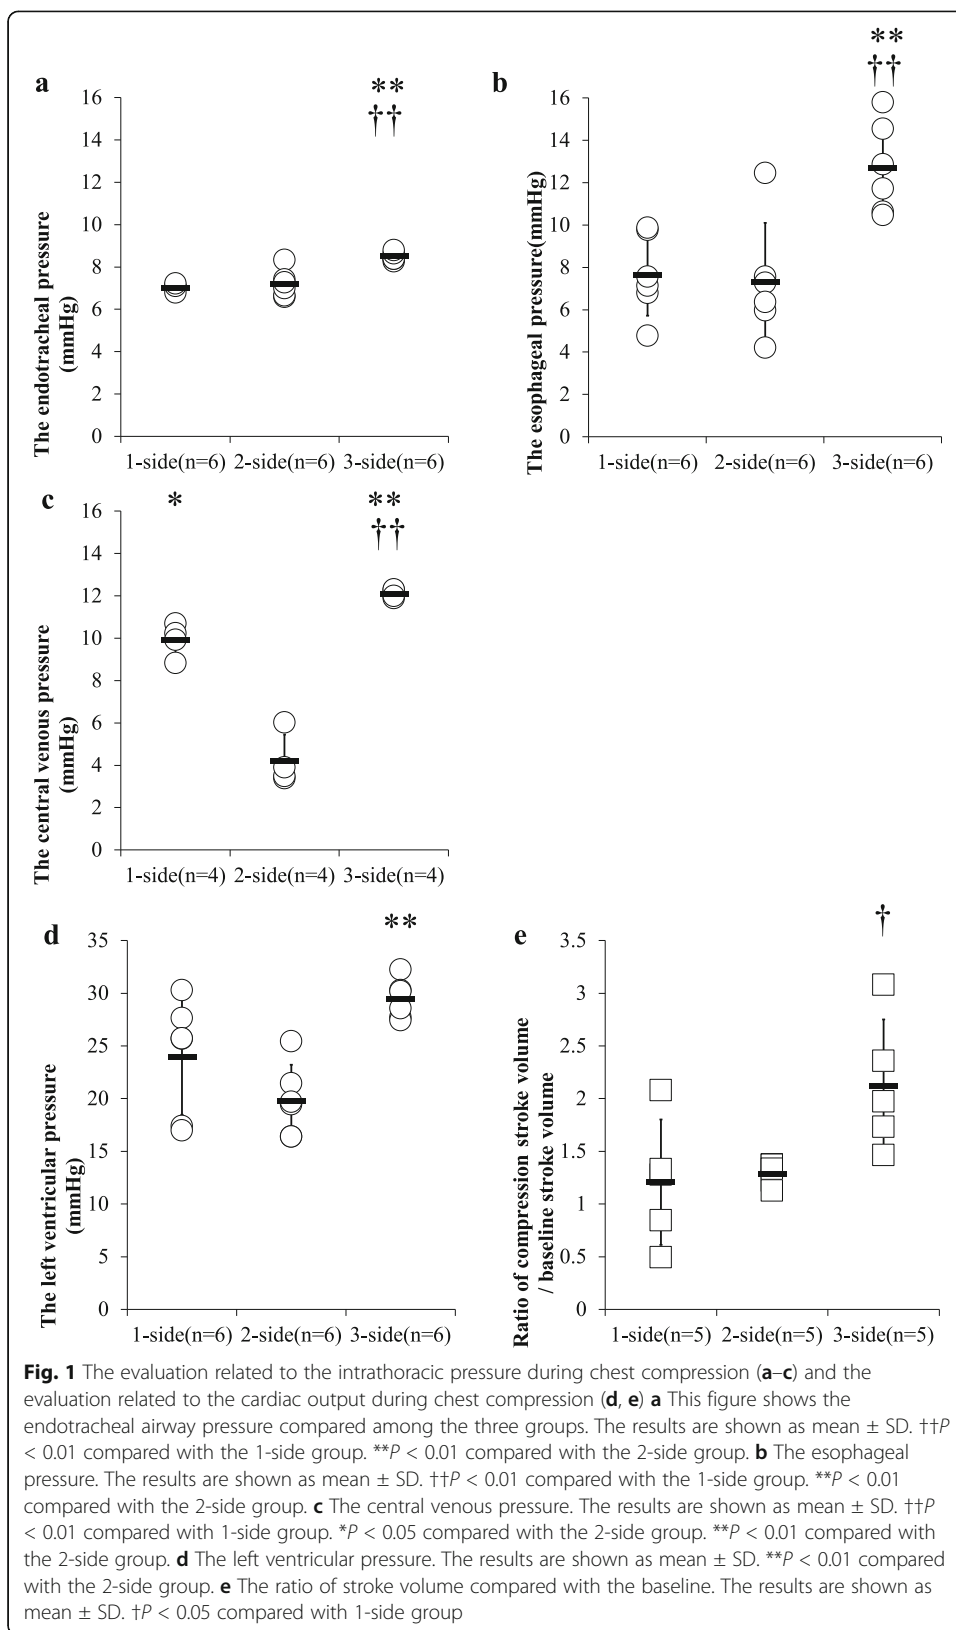 a
**
††
The endotracheal pressure
(mmHg)
16
14
12
10
8
6
4
2
0
1-side(n=6) 2-side(n=6) 3-side(n=6)
b
**
††
The esophageal pressure(mmHg)
16
14
12
10
8
6
4
2
0
1-side(n=6) 2-side(n=6) 3-side(n=6)
c
*
**
††
The central venous pressure
(mmHg)
16
14
12
10
8
6
4
2
0
1-side(n=4) 2-side(n=4) 3-side(n=4)
d
**
The left ventricular pressure
(mmHg)
35
30
25
20
15
10
5
0
1-side(n=6) 2-side(n=6) 3-side(n=6)
e
†
Ratio of compression stroke volume
/ baseline stroke volume
3.5
3
2.5
2
1.5
1
0.5
0
1-side(n=5) 2-side(n=5) 3-side(n=5)
Fig. 1 The evaluation related to the intrathoracic pressure during chest compression (a–c) and the
evaluation related to the cardiac output during chest compression (d, e) a This figure shows the
endotracheal airway pressure compared among the three groups. The results are shown as mean ± SD. ††P
< 0.01 compared with the 1-side group. **P < 0.01 compared with the 2-side group. b The esophageal
pressure. The results are shown as mean ± SD. ††P < 0.01 compared with the 1-side group. **P < 0.01
compared with the 2-side group. c The central venous pressure. The results are shown as mean ± SD. ††P
< 0.01 compared with 1-side group. *P < 0.05 compared with the 2-side group. **P < 0.01 compared with
the 2-side group. d The left ventricular pressure. The results are shown as mean ± SD. **P < 0.01 compared
with the 2-side group. e The ratio of stroke volume compared with the baseline. The results are shown as
mean ± SD. †P < 0.05 compared with 1-side group